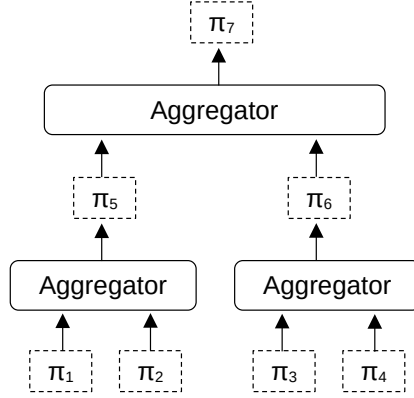 π₇
Aggregator
π₅ π₆
Aggregator Aggregator
π₁ π₂ π₃ π₄